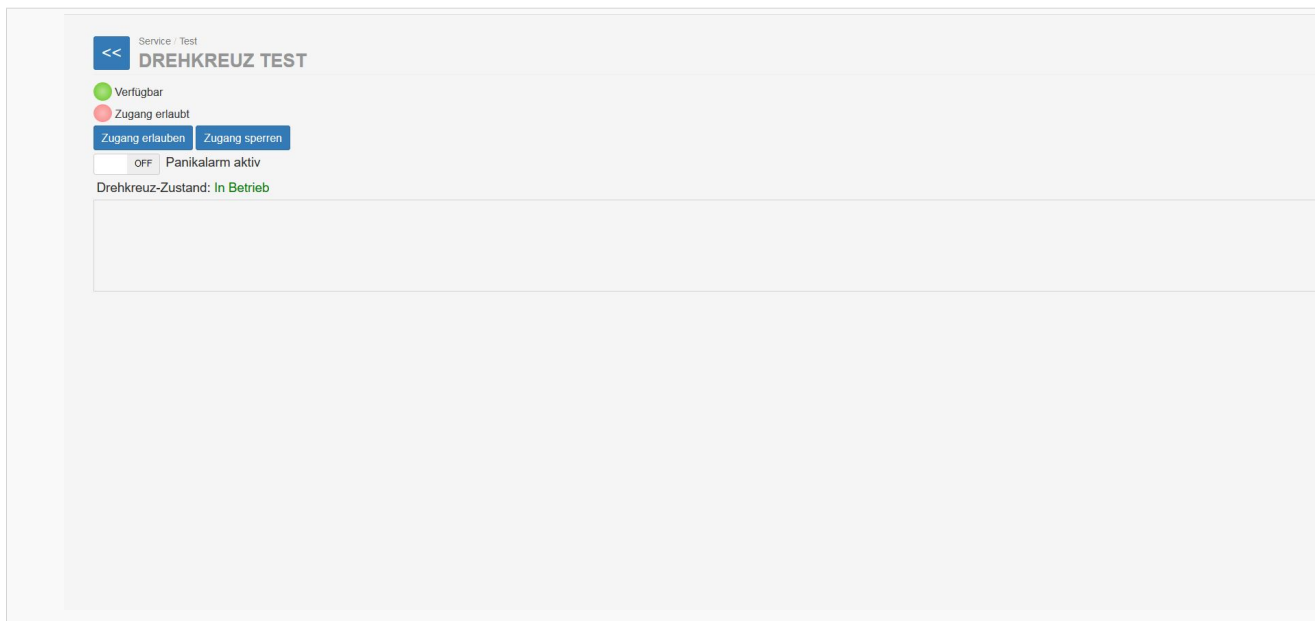 << Service / Test
DREHKREUZ TEST
Verfügbar
Zugang erlaubt
Zugang erlauben Zugang sperren
OFF Panikalarm aktiv
Drehkreuz-Zustand: In Betrieb